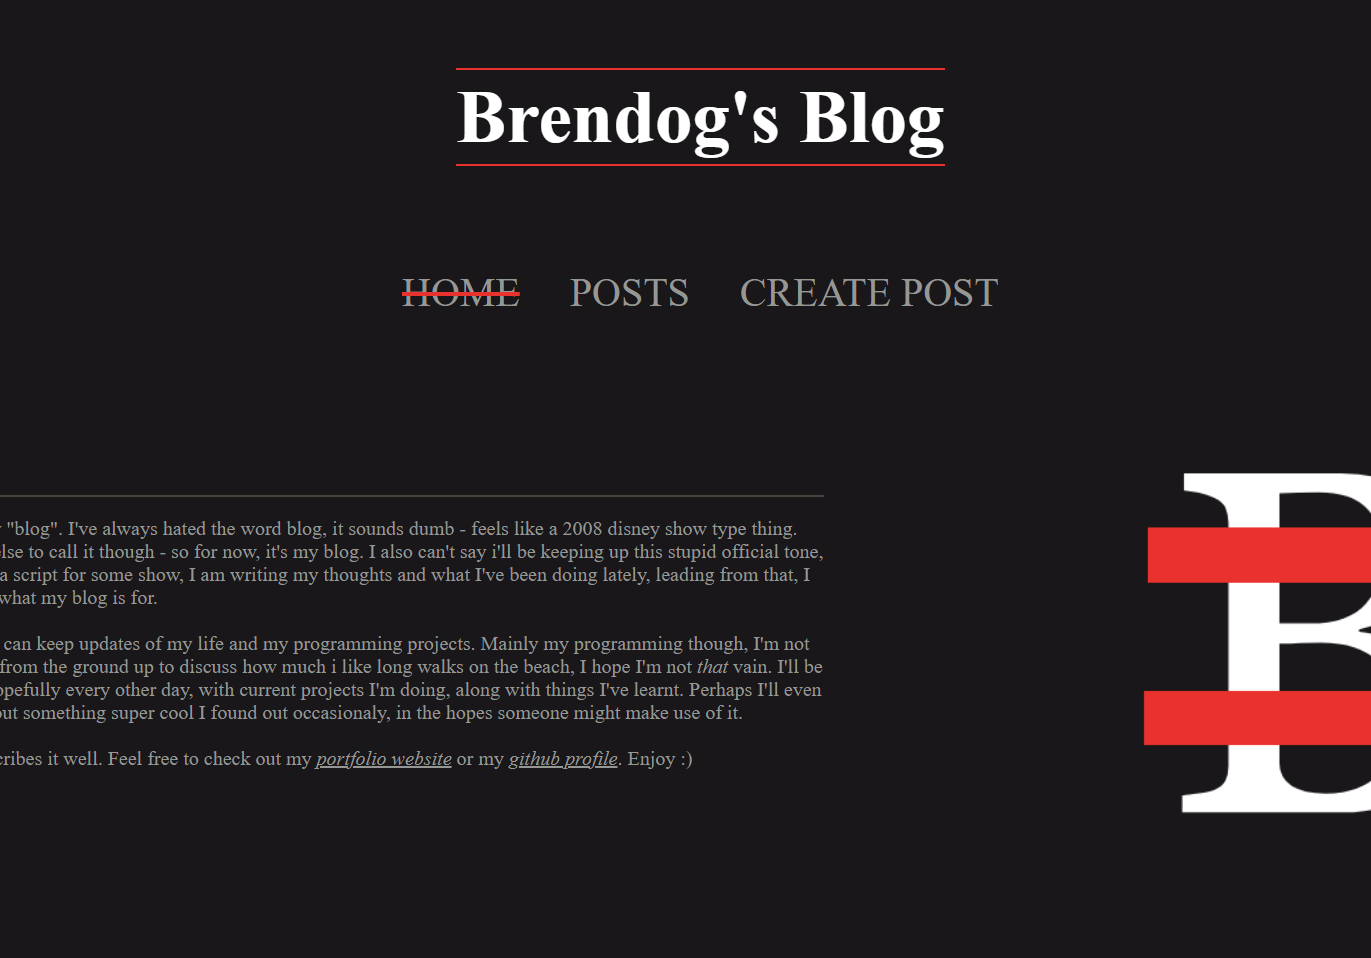 Brendog's Blog
HOME POSTS CREATE POST
"blog". I've always hated the word blog, it sounds dumb - feels like a 2008 disney show type thing.
else to call it though - so for now, it's my blog. I also can't say i'll be keeping up this stupid official tone,
a script for some show, I am writing my thoughts and what I've been doing lately, leading from that, I
what my blog is for.
can keep updates of my life and my programming projects. Mainly my programming though, I'm not
from the ground up to discuss how much i like long walks on the beach, I hope I'm not that vain. I'll be
opefully every other day, with current projects I'm doing, along with things I've learnt. Perhaps I'll even
out something super cool I found out occasionaly, in the hopes someone might make use of it.
cribes it well. Feel free to check out my portfolio website or my github profile. Enjoy :)
B